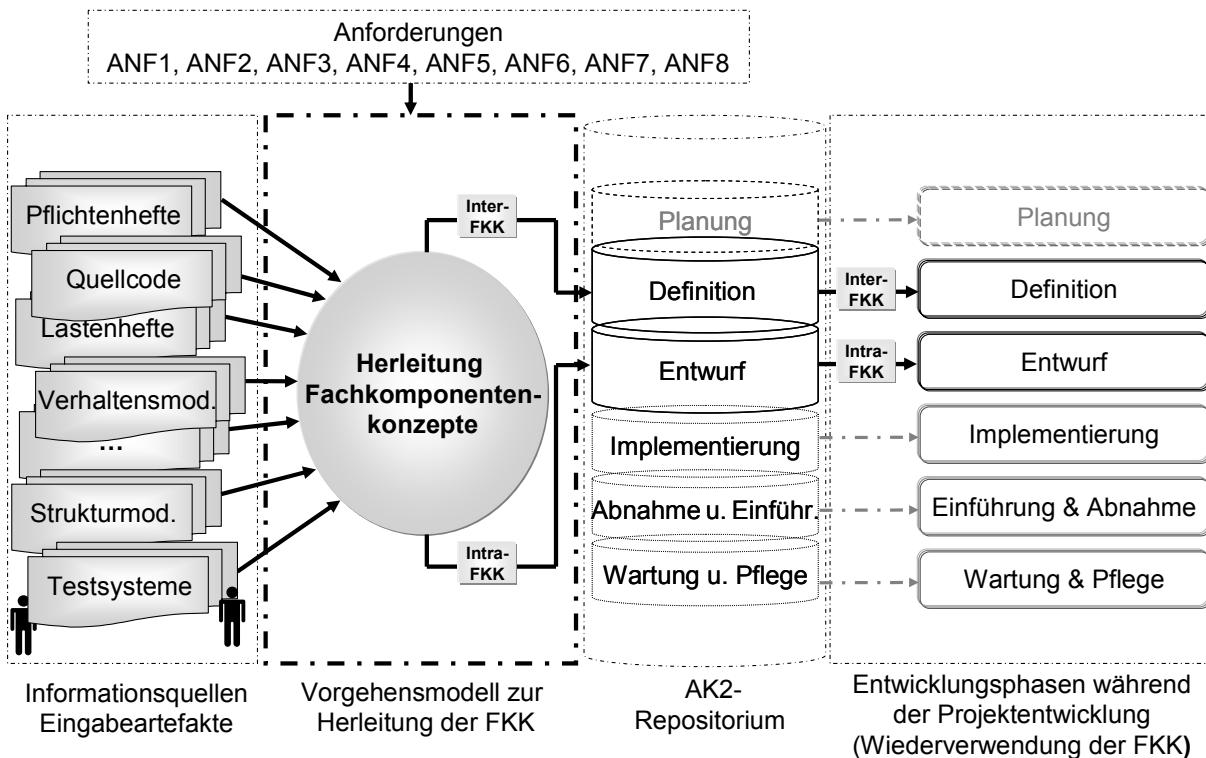 Anforderungen
ANF1, ANF2, ANF3, ANF4, ANF5, ANF6, ANF7, ANF8
Pflichtenhefte
Quellcode
Lastenhefte
Verhaltensmod.
...
Strukturmod.
Testsysteme
Informationsquellen
Eingabeartefakte
Inter-
FKK
Herleitung
Fachkomponenten-
konzepte
Intra-
FKK
Vorgehensmodell zur
Herleitung der FKK
Planung
Definition
Entwurf
Implementierung
Abnahme u. Einführ.
Wartung u. Pflege
AK2-
Repositorium
Inter-
FKK
Intra-
FKK
Planung
Definition
Entwurf
Implementierung
Einführung & Abnahme
Wartung & Pflege
Entwicklungsphasen während
der Projektentwicklung
(Wiederverwendung der FKK)